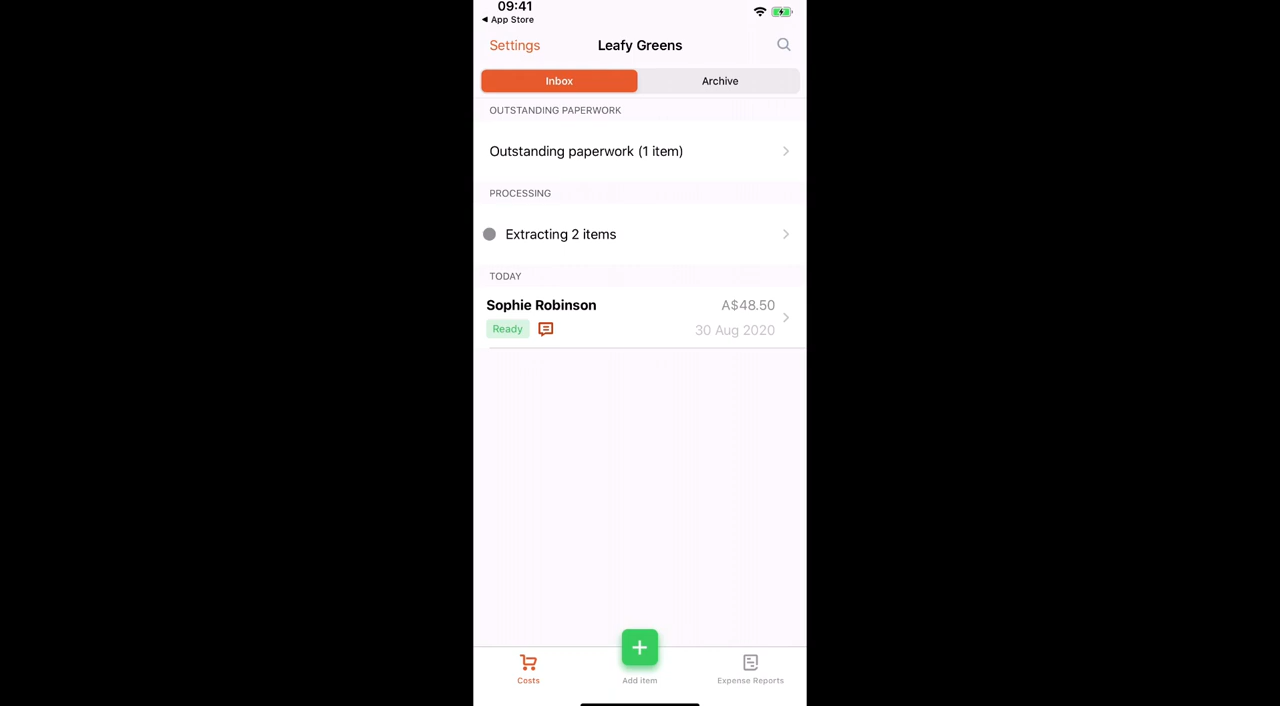 09:41
◀ App Store
Settings
Leafy Greens
Inbox
Archive
OUTSTANDING PAPERWORK
Outstanding paperwork (1 item)
PROCESSING
Extracting 2 items
TODAY
Sophie Robinson
A$48.50
Ready
30 Aug 2020
Costs
Add item
Expense Reports